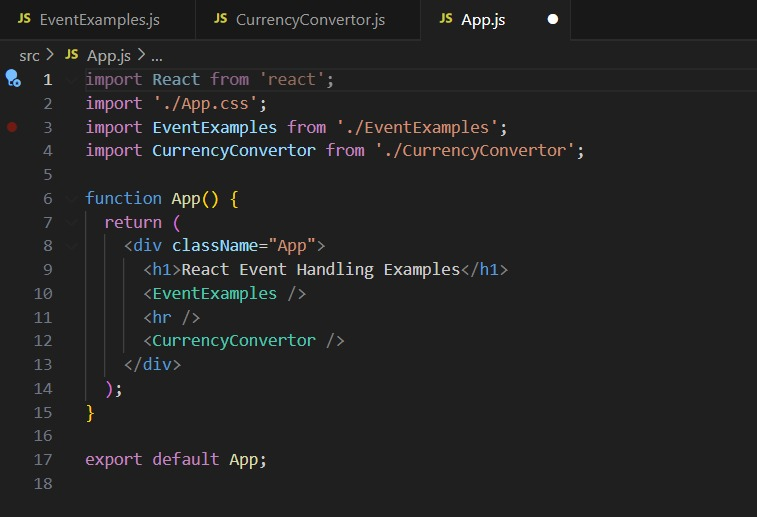 JS EventExamples.js JS CurrencyConvertor.js JS App.js
src > JS App.js > ...
1 import React from 'react';
2 import './App.css';
3 import EventExamples from './EventExamples';
4 import CurrencyConvertor from './CurrencyConvertor';
5
6 function App() {
7 return (
8 <div className="App">
9 <h1>React Event Handling Examples</h1>
10 <EventExamples />
11 <hr />
12 <CurrencyConvertor />
13 </div>
14 );
15 }
16
17 export default App;
18